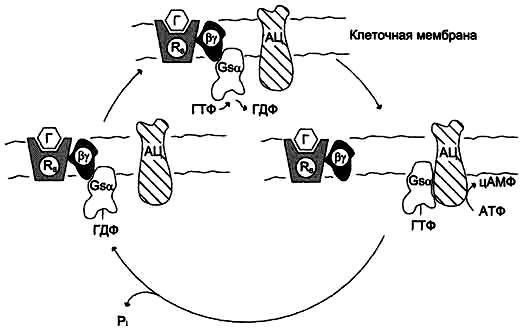 Г
Rs
βγ
АЦ
Gsα
Клеточная мембрана
ГТФ
ГДФ
Г
Rs
βγ
АЦ
Gsα
ГДФ
Г
Rs
βγ
АЦ
Gsα
цАМФ
АТФ
ГТФ
Pi